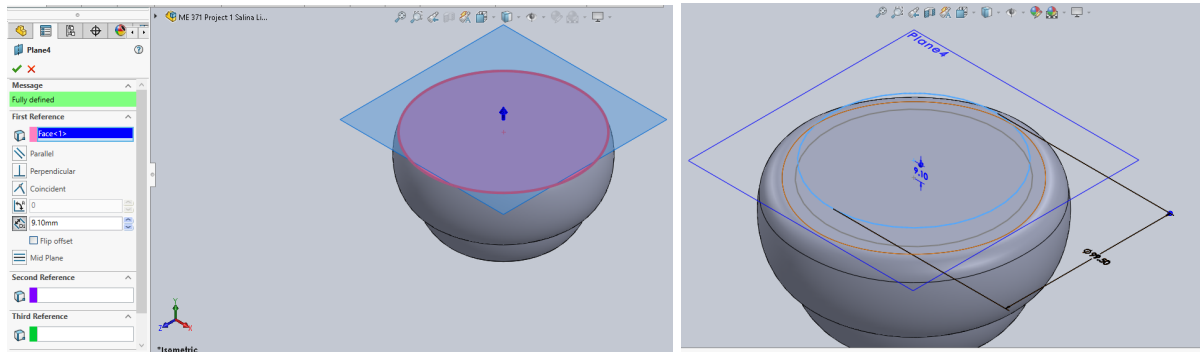 ME 371 Project 1 Salina Li...
Plane4
Message
Fully defined
First Reference
Face<1>
Parallel
Perpendicular
Coincident
0
9.10mm
Flip offset
Mid Plane
Second Reference
Third Reference
Y
Z
X
*Isometric
Plane4
9.10